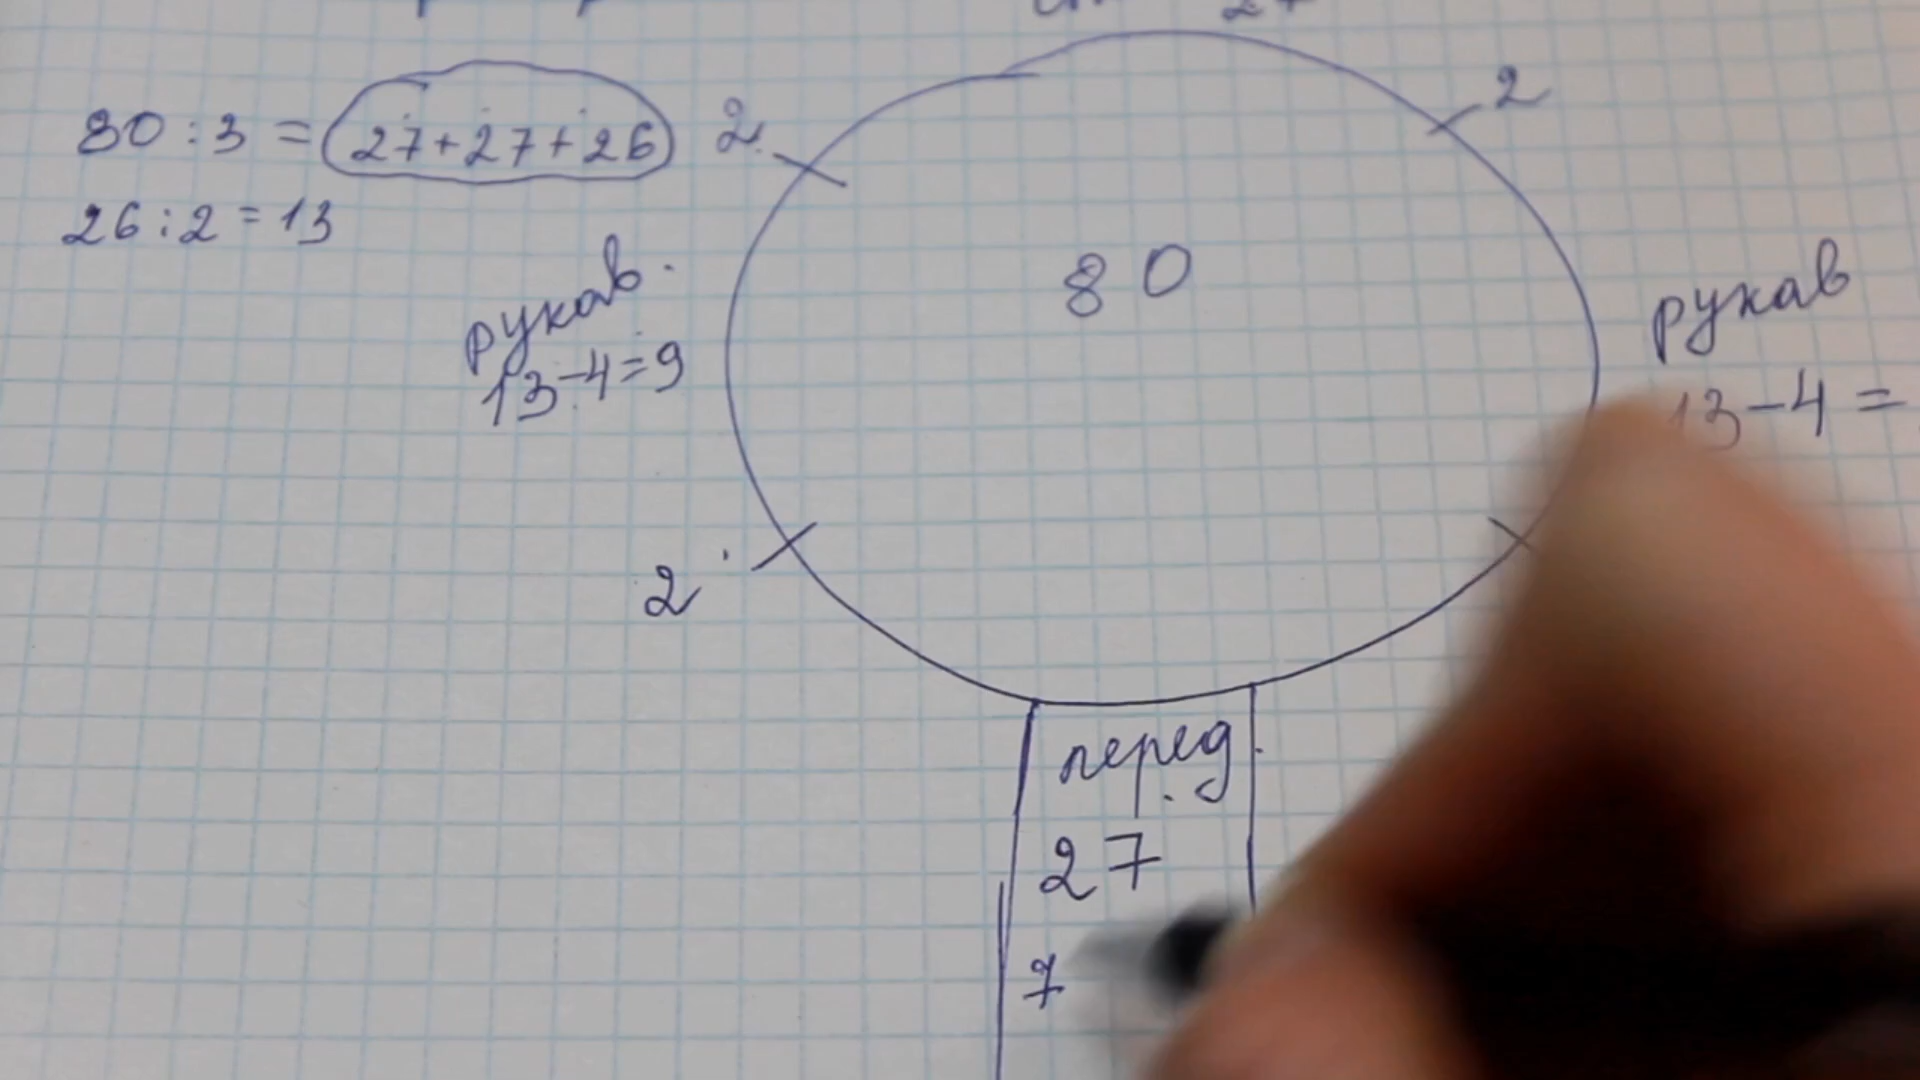 80 : 3 = 27+27+26
26 : 2 = 13
2
2
80
рукав
13-4=9
рукав
13-4=
2
перед
27
7